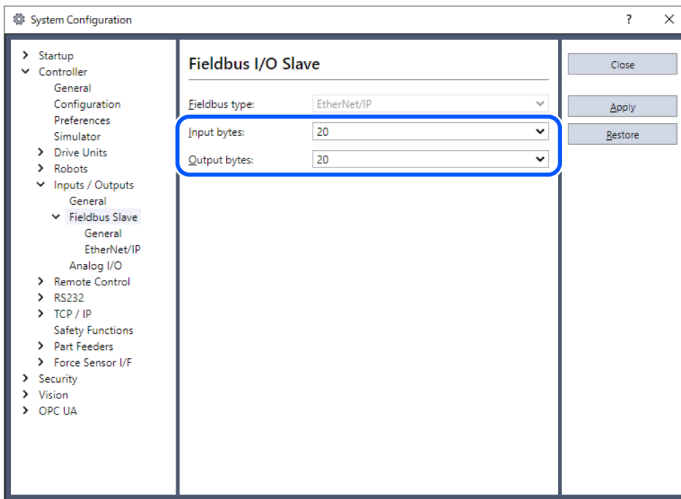 System Configuration
?
Startup
Controller
General
Configuration
Preferences
Simulator
Drive Units
Robots
Inputs / Outputs
General
Fieldbus Slave
General
EtherNet/IP
Analog I/O
Remote Control
RS232
TCP / IP
Safety Functions
Part Feeders
Force Sensor I/F
Security
Vision
OPC UA
Fieldbus I/O Slave
Fieldbus type: EtherNet/IP
Input bytes: 20
Output bytes: 20
Close
Apply
Restore